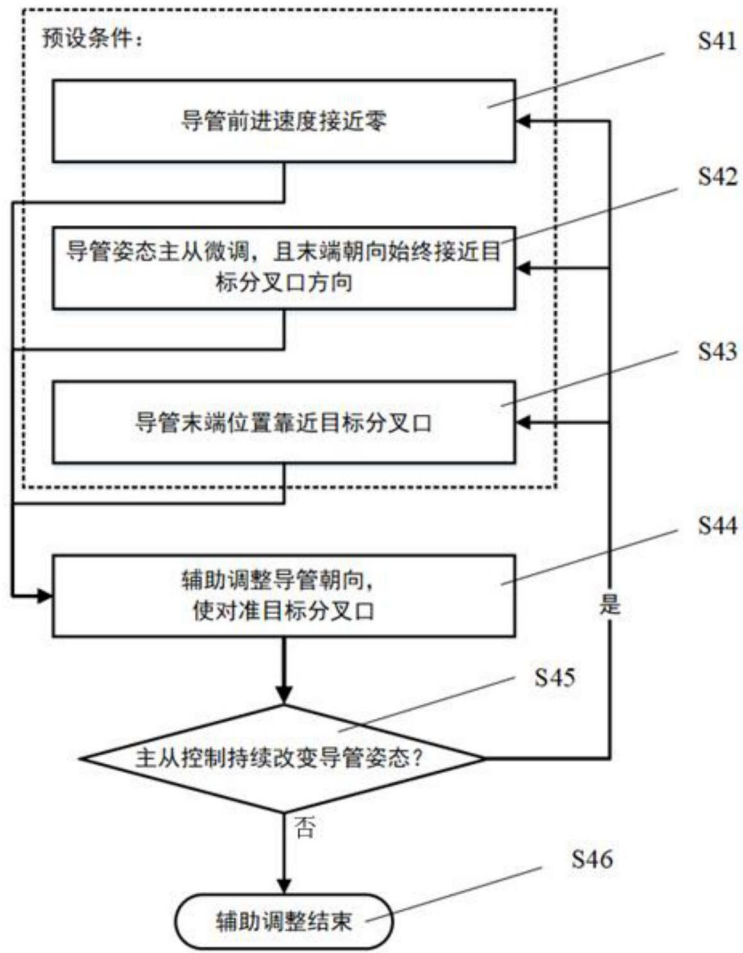 预设条件：
S41
导管前进速度接近零
S42
导管姿态主从微调，且末端朝向始终接近目
标分叉口方向
S43
导管末端位置靠近目标分叉口
S44
辅助调整导管朝向，
使对准目标分叉口
是
S45
主从控制持续改变导管姿态？
否
S46
辅助调整结束